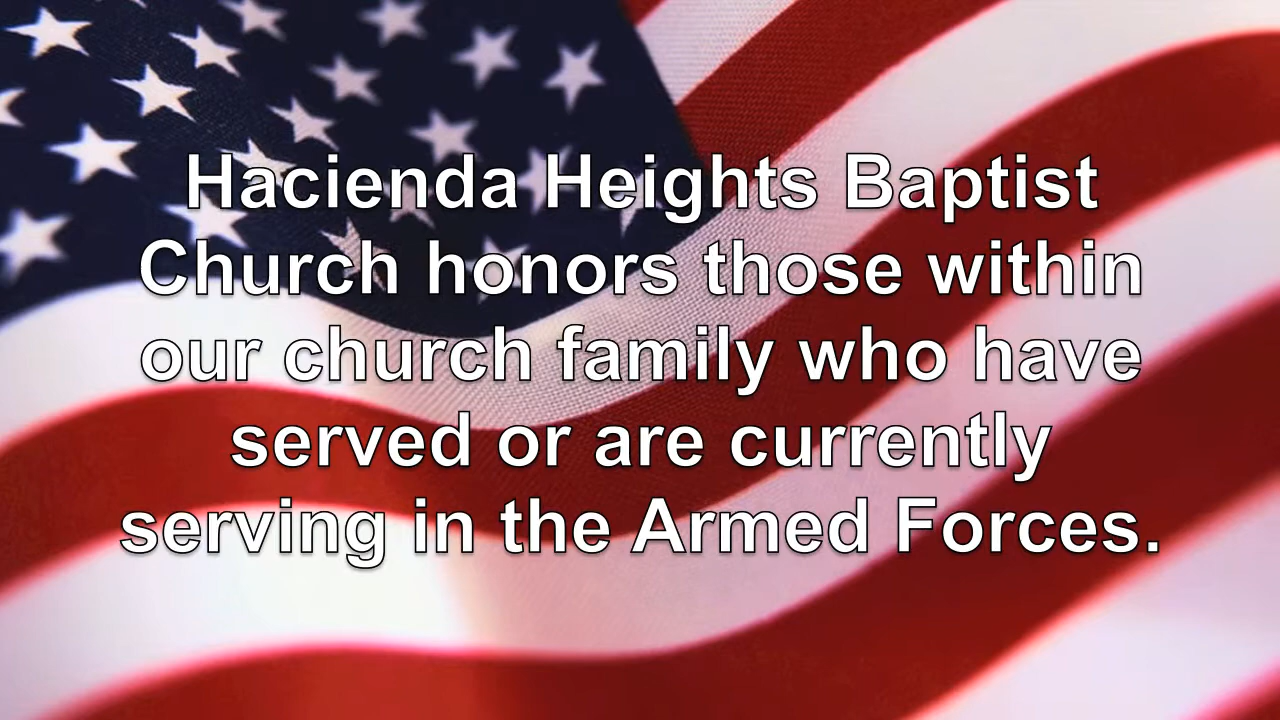 Hacienda Heights Baptist
Church honors those within
our church family who have
served or are currently
serving in the Armed Forces.